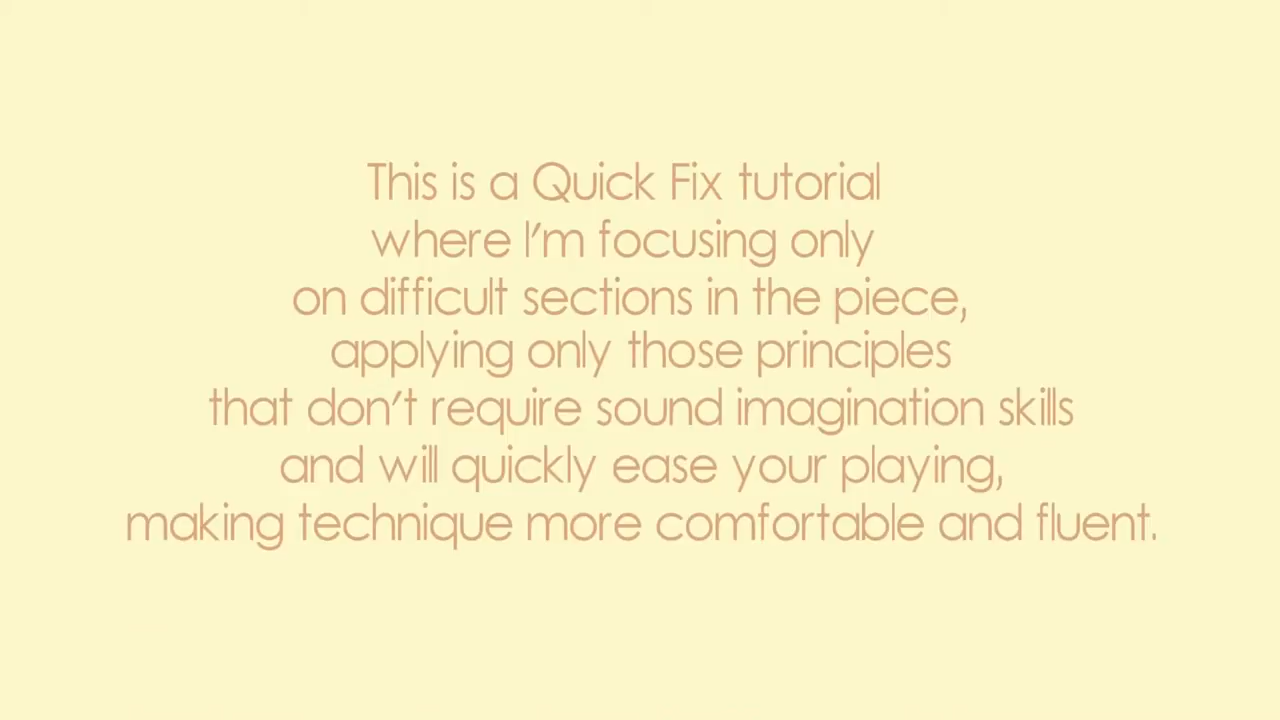 This is a Quick Fix tutorial
where I'm focusing only
on difficult sections in the piece,
applying only those principles
that don't require sound imagination skills
and will quickly ease your playing,
making technique more comfortable and fluent.